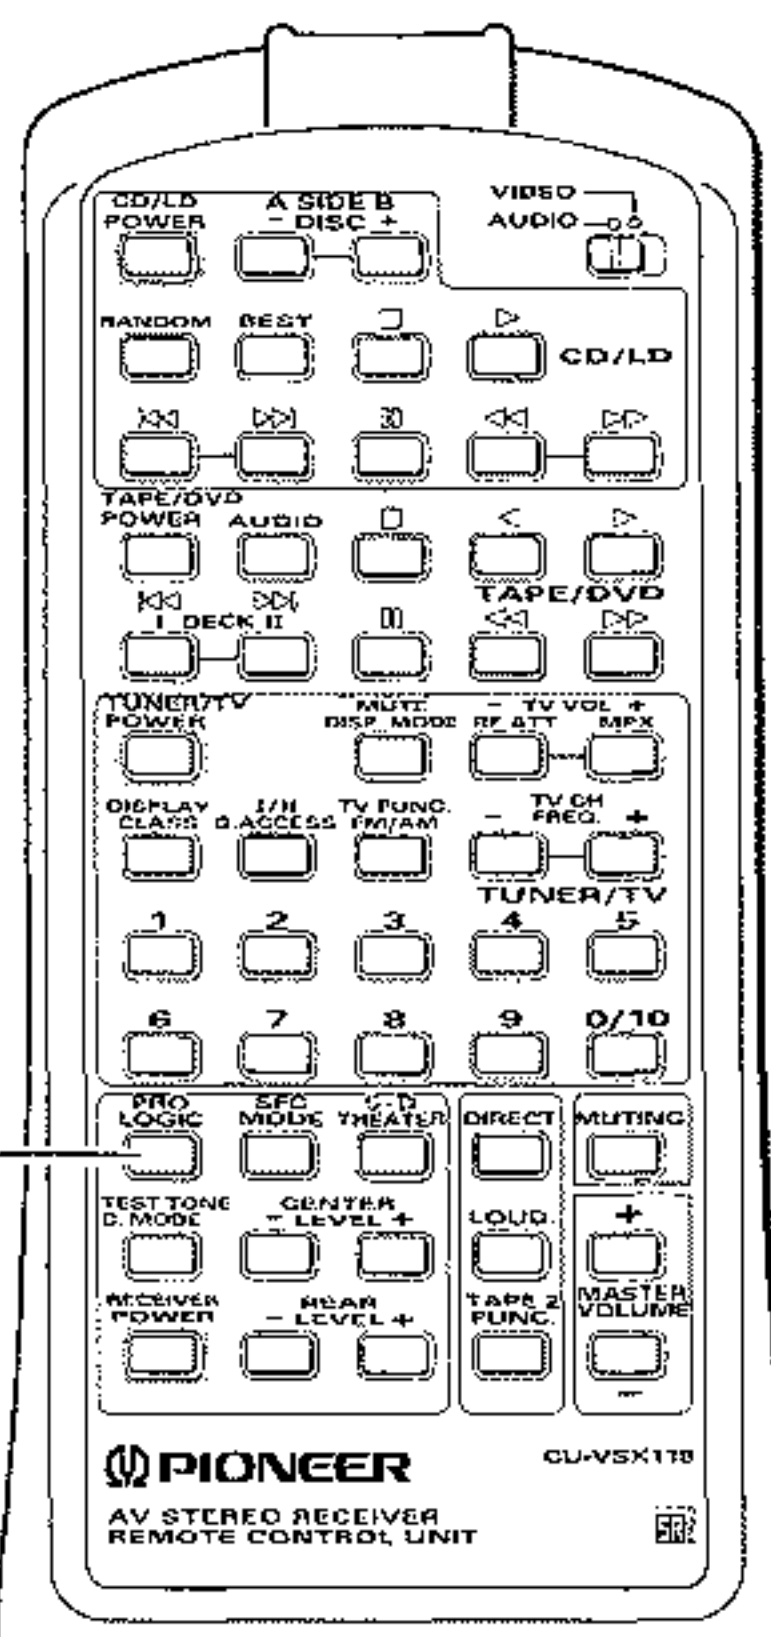 CD/LD
POWER
A SIDE B
- DISC +
VIDEO
AUDIO
RANDOM BEST
CD/LD
TAPE/DVD
POWER AUDIO
TAPE/DVD
I DECK II
TUNER/TV
POWER
MUTE
DISP. MODE
- TV VOL +
RF ATT MPX
DISPLAY
CLASS
D.ACCESS
TV FUNC.
FM/AM
TV CH
- FREQ. +
TUNER/TV
1 2 3 4 5
6 7 8 9 0/10
PRO
LOGIC
SFC
MODE
THEATER
DIRECT
MUTING
TEST TONE
D. MODE
CENTER
- LEVEL +
LOUD.
+
RECEIVER
POWER
REAR
- LEVEL +
TAPE 2
FUNC.
MASTER
VOLUME
-
PIONEER
AV STEREO RECEIVER
REMOTE CONTROL UNIT
SR